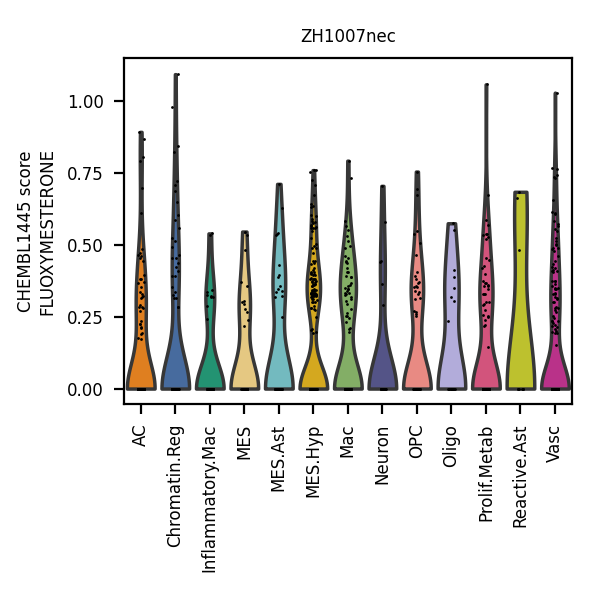 ZH1007nec
CHEMBL1445 score
FLUOXYMESTERONE
1.00
0.75
0.50
0.25
0.00
AC
Chromatin.Reg
Inflammatory.Mac
MES
MES.Ast
MES.Hyp
Mac
Neuron
OPC
Oligo
Prolif.Metab
Reactive.Ast
Vasc